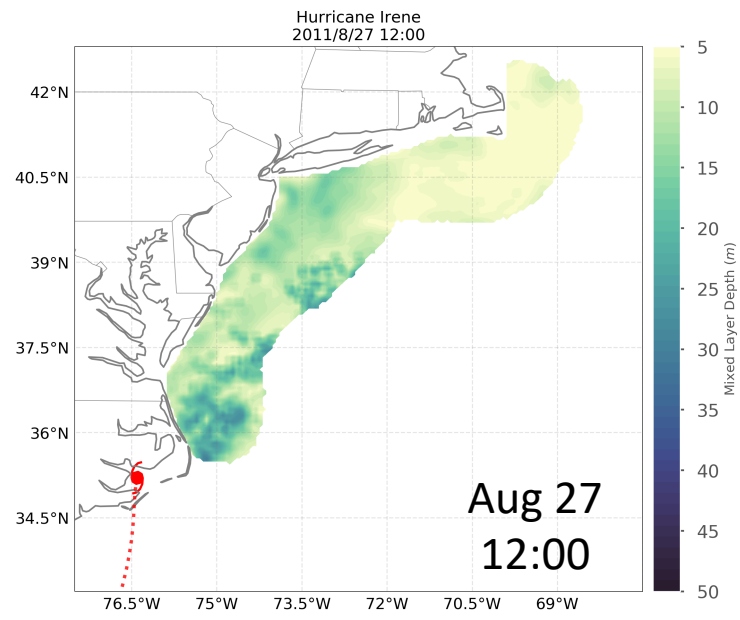 Hurricane Irene
2011/8/27 12:00
42°N
40.5°N
39°N
37.5°N
36°N
34.5°N
76.5°W
75°W
73.5°W
72°W
70.5°W
69°W
Aug 27
12:00
5
10
15
20
25
30
35
40
45
50
Mixed Layer Depth (m)